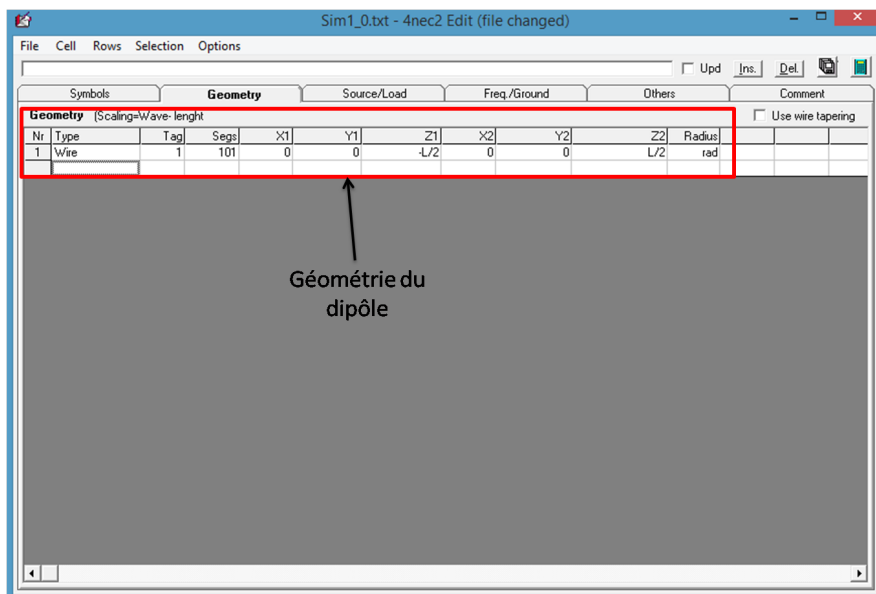 Sim1_0.txt - 4nec2 Edit (file changed)
File Cell Rows Selection Options
Upd Ins. Del.
Symbols Geometry Source/Load Freq./Ground Others Comment
Geometry (Scaling=Wave- lenght Use wire tapering
Nr Type Tag Segs X1 Y1 Z1 X2 Y2 Z2 Radius
1 Wire 1 101 0 0 -L/2 0 0 L/2 rad
Géométrie du
dipôle